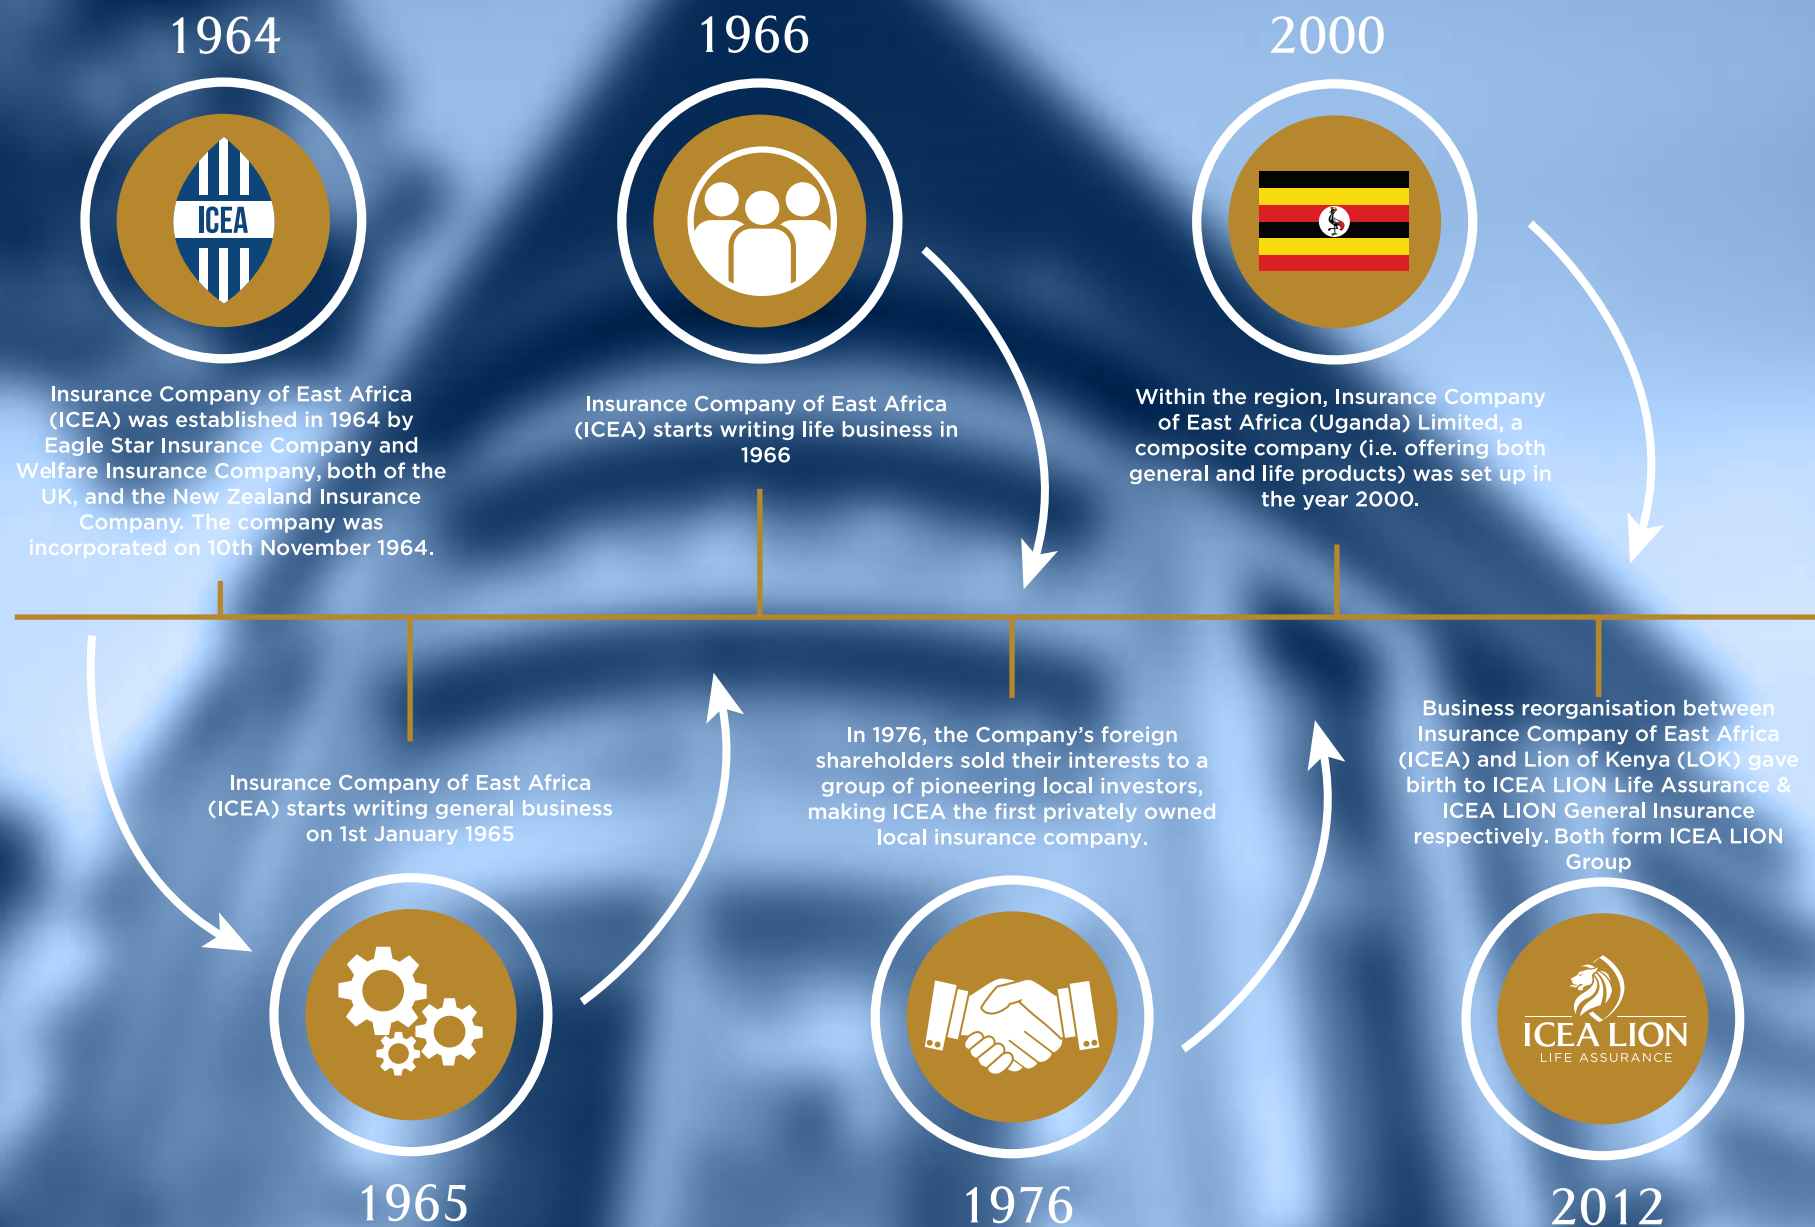 1964
ICEA
Insurance Company of East Africa
(ICEA) was established in 1964 by
Eagle Star Insurance Company and
Welfare Insurance Company, both of the
UK, and the New Zealand Insurance
Company. The company was
incorporated on 10th November 1964.
Insurance Company of East Africa
(ICEA) starts writing general business
on 1st January 1965
1965
1966
Insurance Company of East Africa
(ICEA) starts writing life business in
1966
In 1976, the Company’s foreign
shareholders sold their interests to a
group of pioneering local investors,
making ICEA the first privately owned
local insurance company.
1976
2000
Within the region, Insurance Company
of East Africa (Uganda) Limited, a
composite company (i.e. offering both
general and life products) was set up in
the year 2000.
Business reorganisation between
Insurance Company of East Africa
(ICEA) and Lion of Kenya (LOK) gave
birth to ICEA LION Life Assurance &
ICEA LION General Insurance
respectively. Both form ICEA LION
Group
ICEA LION
LIFE ASSURANCE
2012